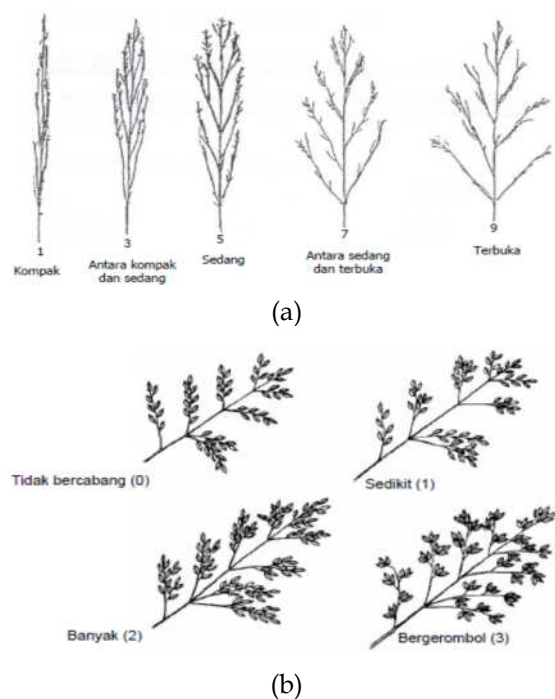 1
3
5
7
9
Kompak
Antara kompak
dan sedang
Sedang
Antara sedang
dan terbuka
Terbuka
(a)
Tidak bercabang (0)
Sedikit (1)
Banyak (2)
Bergerombol (3)
(b)